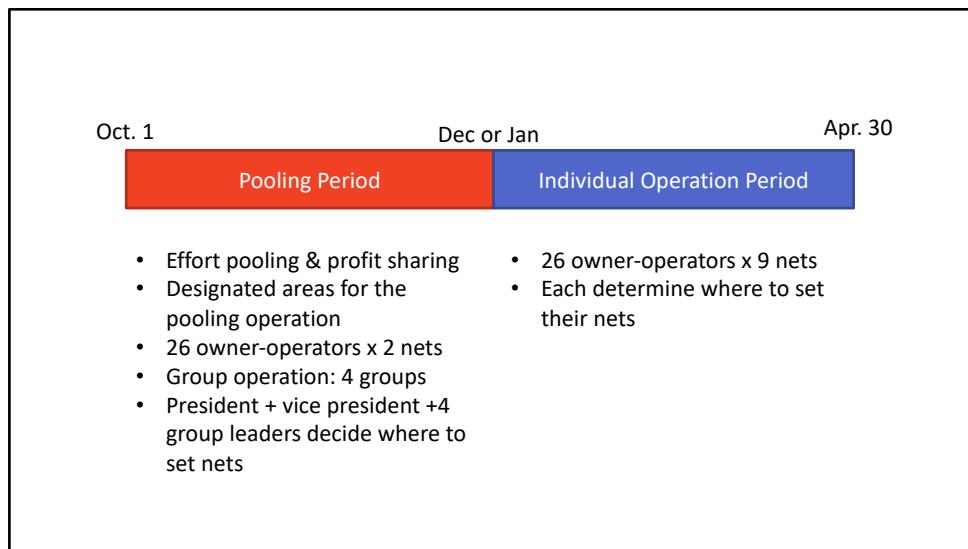 Oct. 1
Dec or Jan
Apr. 30
Pooling Period
Individual Operation Period
• Effort pooling & profit sharing
• Designated areas for the
pooling operation
• 26 owner-operators x 2 nets
• Group operation: 4 groups
• President + vice president +4
group leaders decide where to
set nets
• 26 owner-operators x 9 nets
• Each determine where to set
their nets